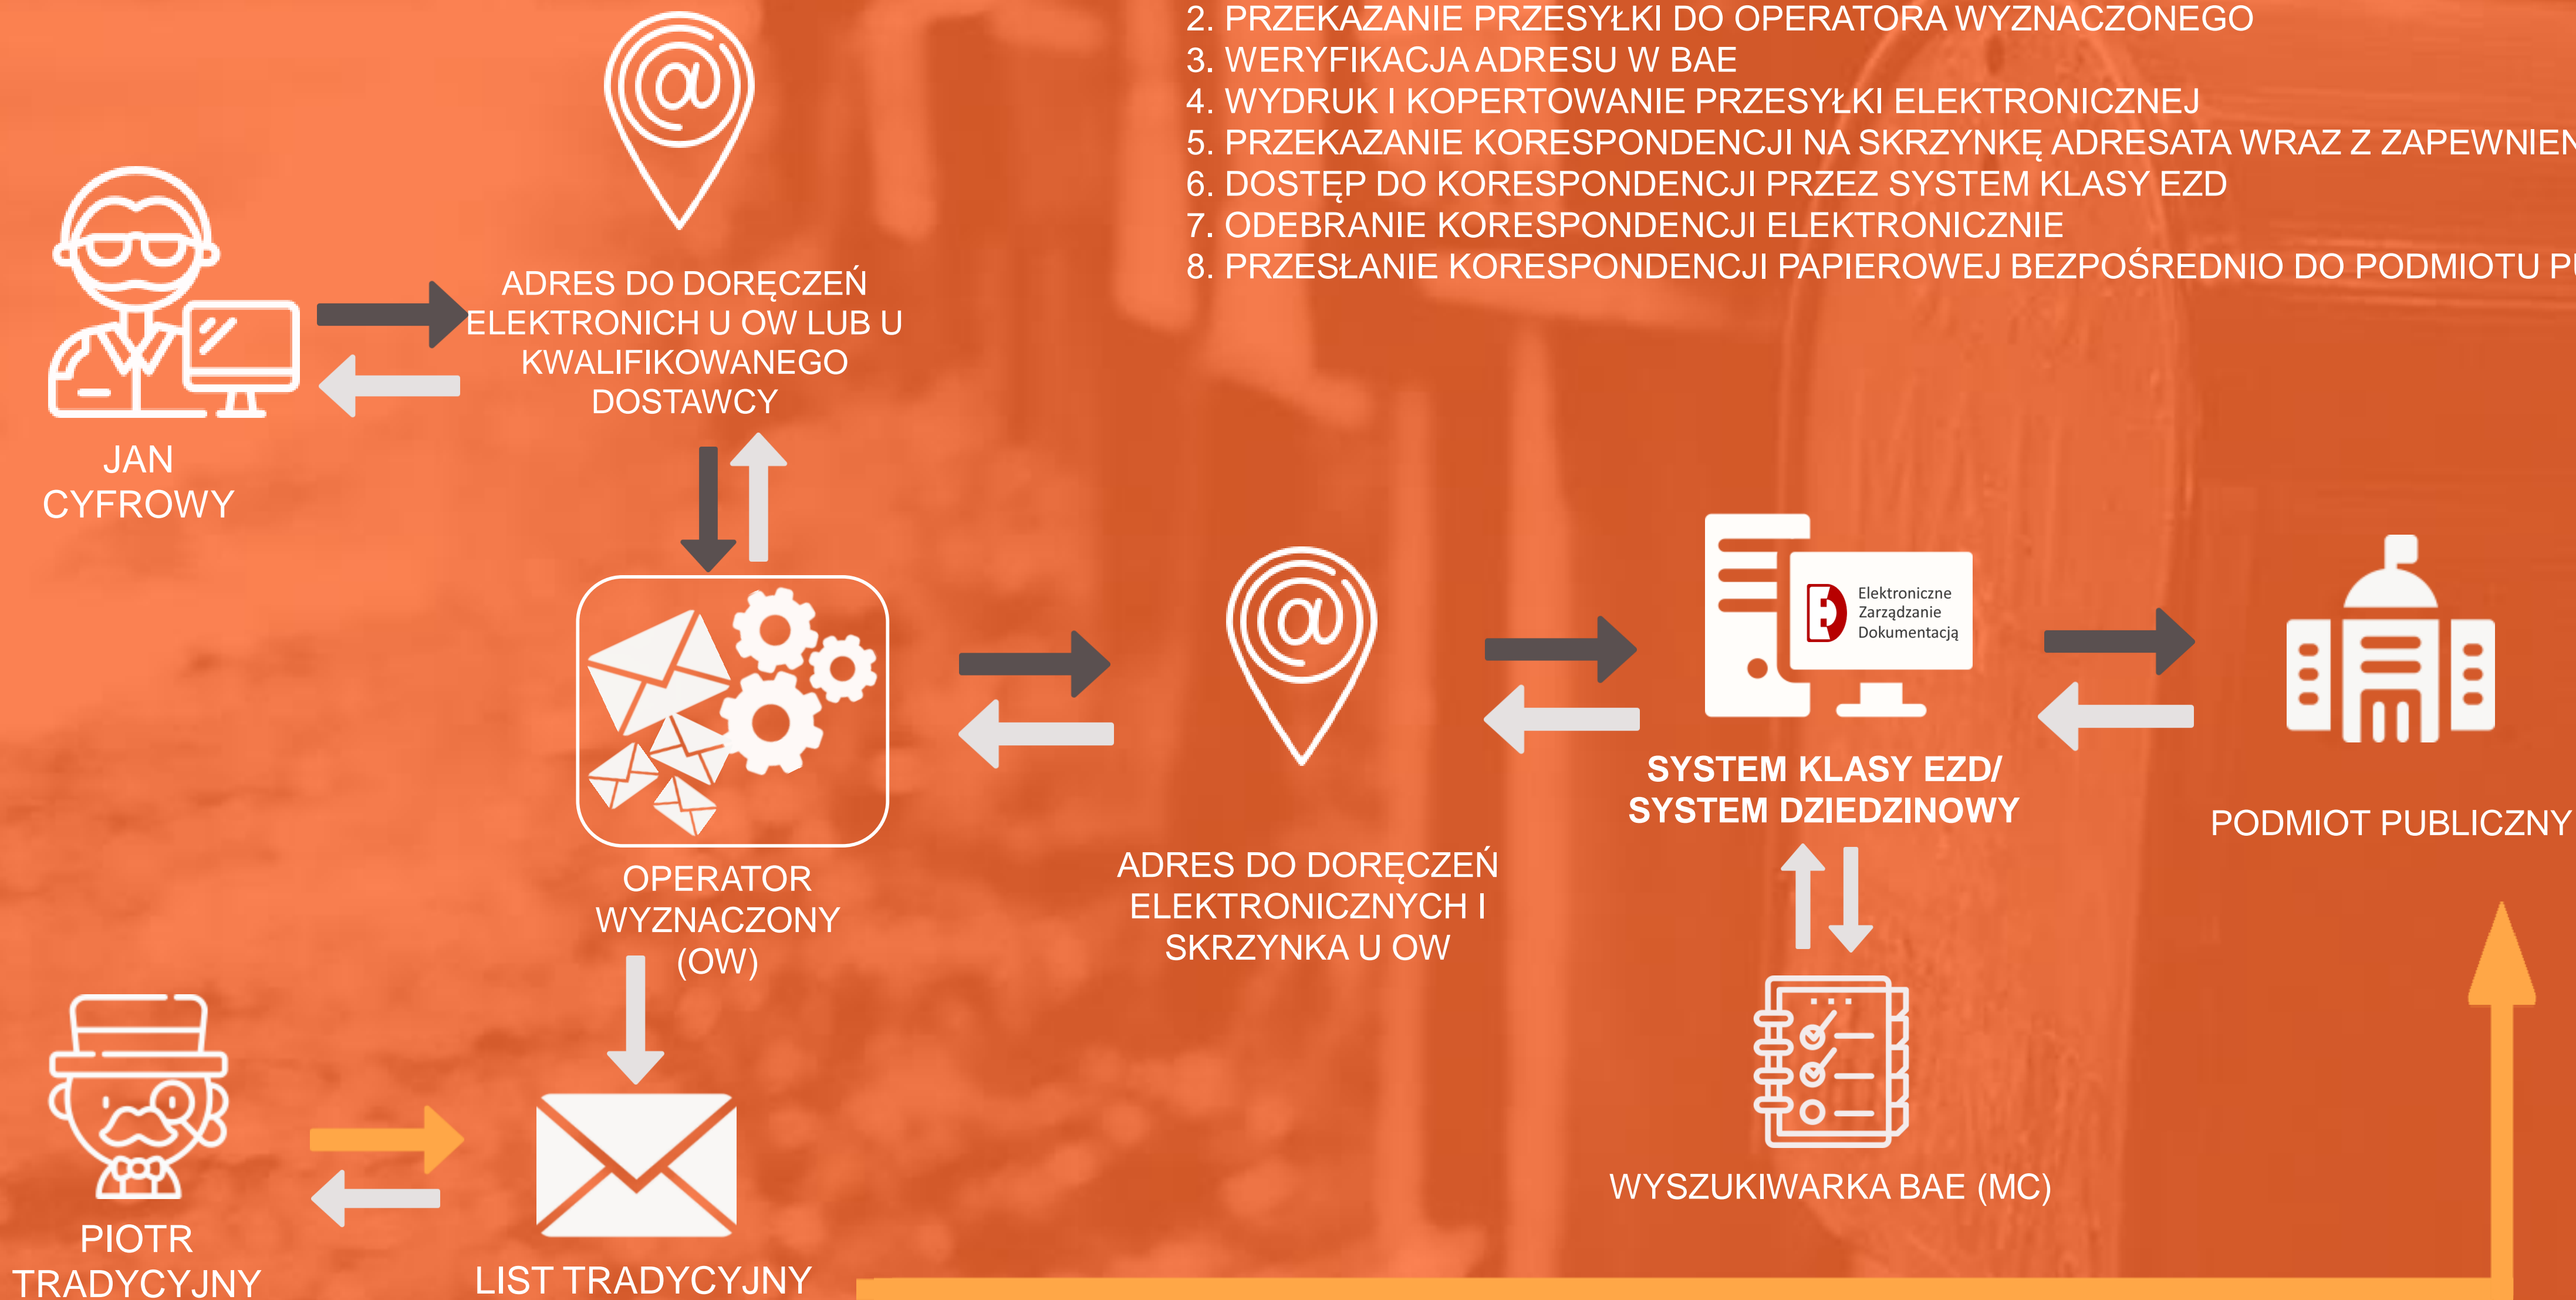 2. PRZEKAZANIE PRZESYŁKI DO OPERATORA WYZNACZONEGO
3. WERYFIKACJA ADRESU W BAE
4. WYDRUK I KOPERTOWANIE PRZESYŁKI ELEKTRONICZNEJ
5. PRZEKAZANIE KORESPONDENCJI NA SKRZYNKĘ ADRESATA WRAZ Z
6. DOSTĘP DO KORESPONDENCJI PRZEZ SYSTEM KLASY EZD
7. ODEBRANIE KORESPONDENCJI ELEKTRONICZNIE
8. PRZESŁANIE KORESPONDENCJI PAPIEROWEJ BEZPOŚREDNIO DO PODMIOTU
ADRES DO DORĘCZEŃ
ELEKTRONICH U OW LUB U
KWALIFIKOWANEGO
DOSTAWCY
JAN
CYFROWY
Elektroniczne
Zarządzanie
Dokumentacją
SYSTEM KLASY EZD/
SYSTEM DZIEDZINOWY
PODMIOT PUBLICZNY
OPERATOR
WYZNACZONY
(OW)
ADRES DO DORĘCZEŃ
ELEKTRONICZNYCH I
SKRZYNKA U OW
WYSZUKIWARKA BAE (MC)
PIOTR
TRADYCYJNY
LIST TRADYCYJNY